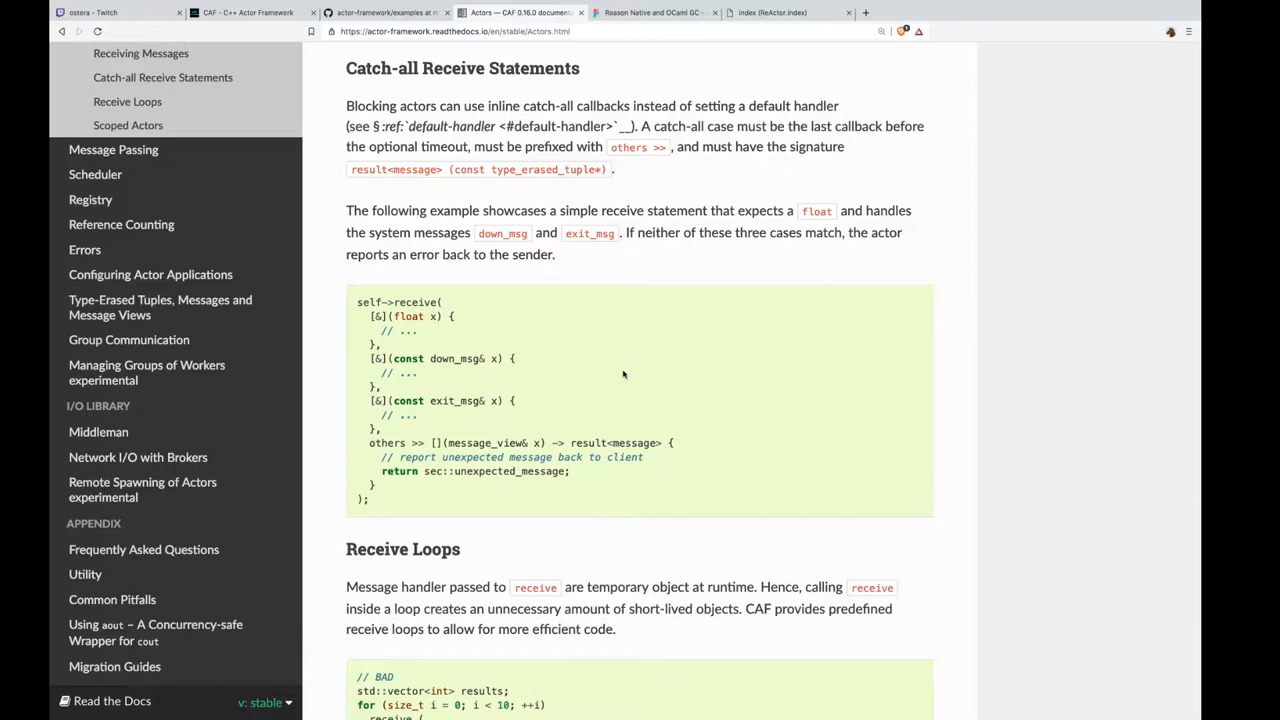 ostera - Twitch
CAF - C++ Actor Framework
actor-framework/examples at m
Actors — CAF 0.16.0 documenta
Reason Native and OCaml GC –
index (ReActor.index)
https://actor-framework.readthedocs.io/en/stable/Actors.html
Receiving Messages
Catch-all Receive Statements
Receive Loops
Scoped Actors
Message Passing
Scheduler
Registry
Reference Counting
Errors
Configuring Actor Applications
Type-Erased Tuples, Messages and
Message Views
Group Communication
Managing Groups of Workers
experimental
I/O LIBRARY
Middleman
Network I/O with Brokers
Remote Spawning of Actors
experimental
APPENDIX
Frequently Asked Questions
Utility
Common Pitfalls
Using aout – A Concurrency-safe
Wrapper for cout
Migration Guides
Read the Docs
v: stable
Catch-all Receive Statements
Blocking actors can use inline catch-all callbacks instead of setting a default handler
(see § :ref:`default-handler <#default-handler>`__). A catch-all case must be the last callback before
the optional timeout, must be prefixed with others >>, and must have the signature
result<message> (const type_erased_tuple*).
The following example showcases a simple receive statement that expects a float and handles
the system messages down_msg and exit_msg. If neither of these three cases match, the actor
reports an error back to the sender.
self->receive(
[&](float x) {
// ...
},
[&](const down_msg& x) {
// ...
},
[&](const exit_msg& x) {
// ...
},
others >> [](message_view& x) -> result<message> {
// report unexpected message back to client
return sec::unexpected_message;
}
);
Receive Loops
Message handler passed to receive are temporary object at runtime. Hence, calling receive
inside a loop creates an unnecessary amount of short-lived objects. CAF provides predefined
receive loops to allow for more efficient code.
// BAD
std::vector<int> results;
for (size_t i = 0; i < 10; ++i)
receive (